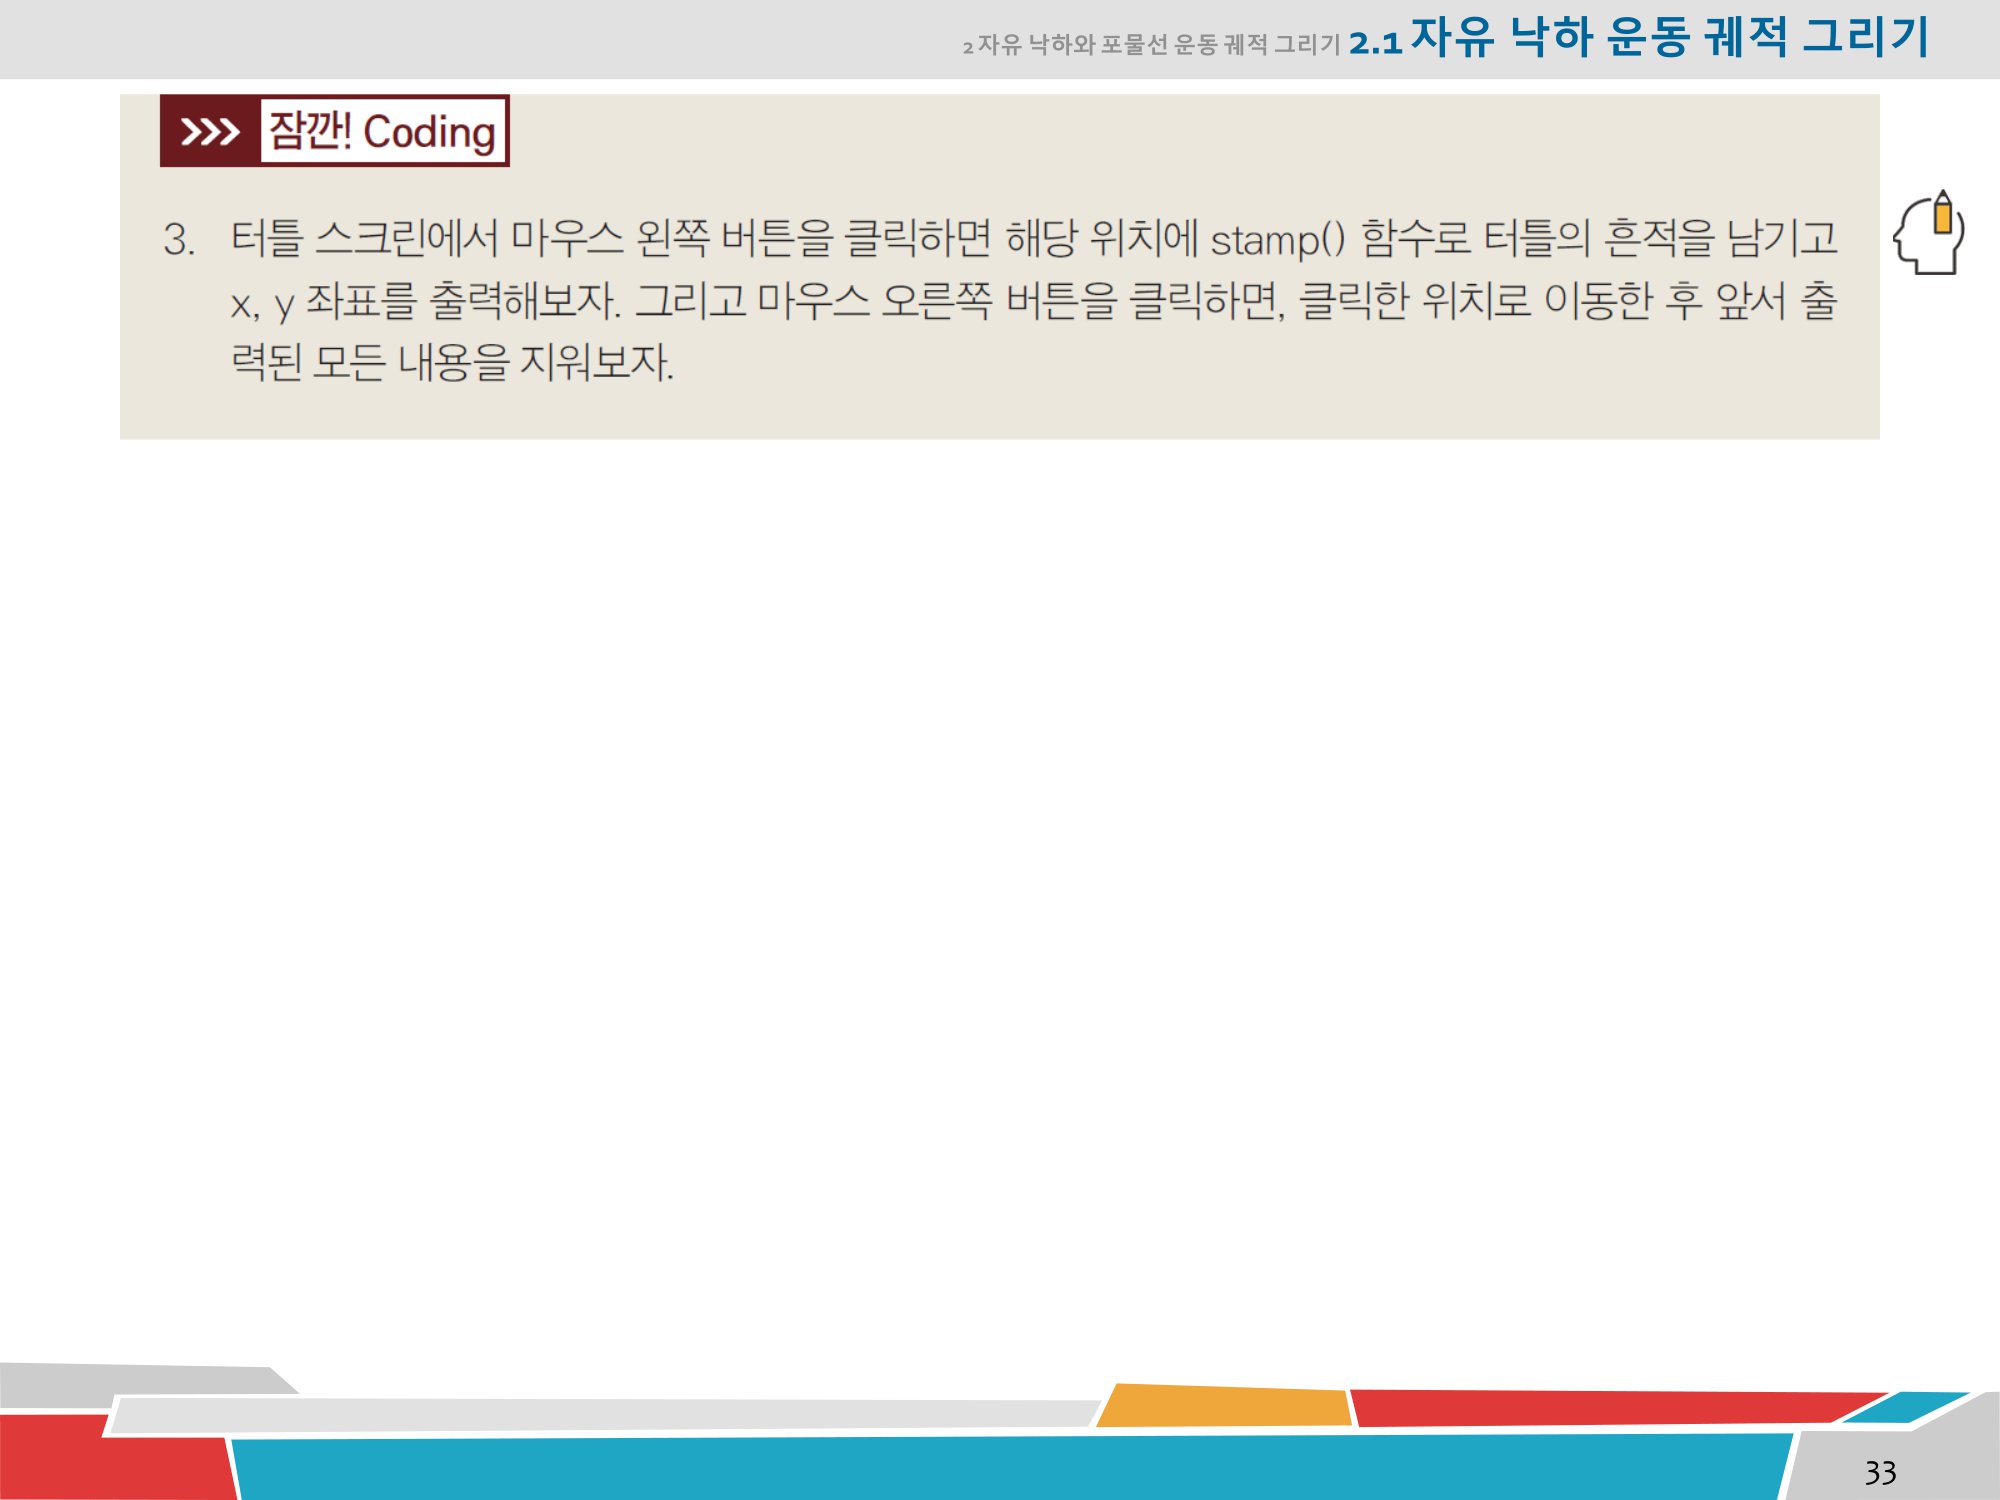 2 자유 낙하와 포물선 운동 궤적 그리기 2.1 자유 낙하 운동 궤적 그리기
잠깐! Coding
3. 터틀 스크린에서 마우스 왼쪽 버튼을 클릭하면 해당 위치에 stamp() 함수로 터틀의 흔적을 남기고
x, y 좌표를 출력해보자. 그리고 마우스 오른쪽 버튼을 클릭하면, 클릭한 위치로 이동한 후 앞서 출
력된 모든 내용을 지워보자.
33